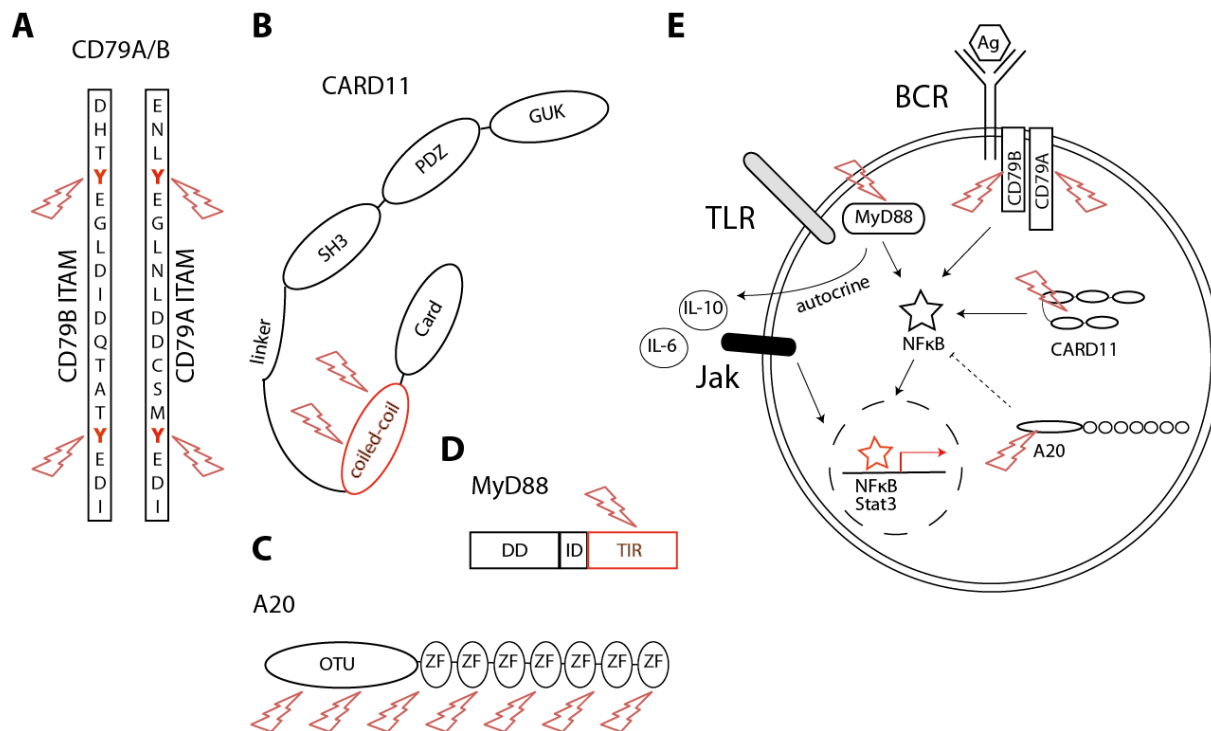 A
CD79A/B
D
H
T
Y
E
G
L
D
I
D
Q
T
A
T
Y
E
D
I
CD79B ITAM
E
N
L
Y
E
G
L
N
L
D
D
C
S
M
Y
E
D
I
CD79A ITAM
B
CARD11
GUK
PDZ
SH3
linker
Card
coiled-coil
C
A20
OTU
ZF
ZF
ZF
ZF
ZF
ZF
ZF
D
MyD88
DD
ID
TIR
E
Ag
BCR
CD79B
CD79A
TLR
MyD88
autocrine
IL-10
IL-6
Jak
NFκB
CARD11
A20
NFκB
Stat3